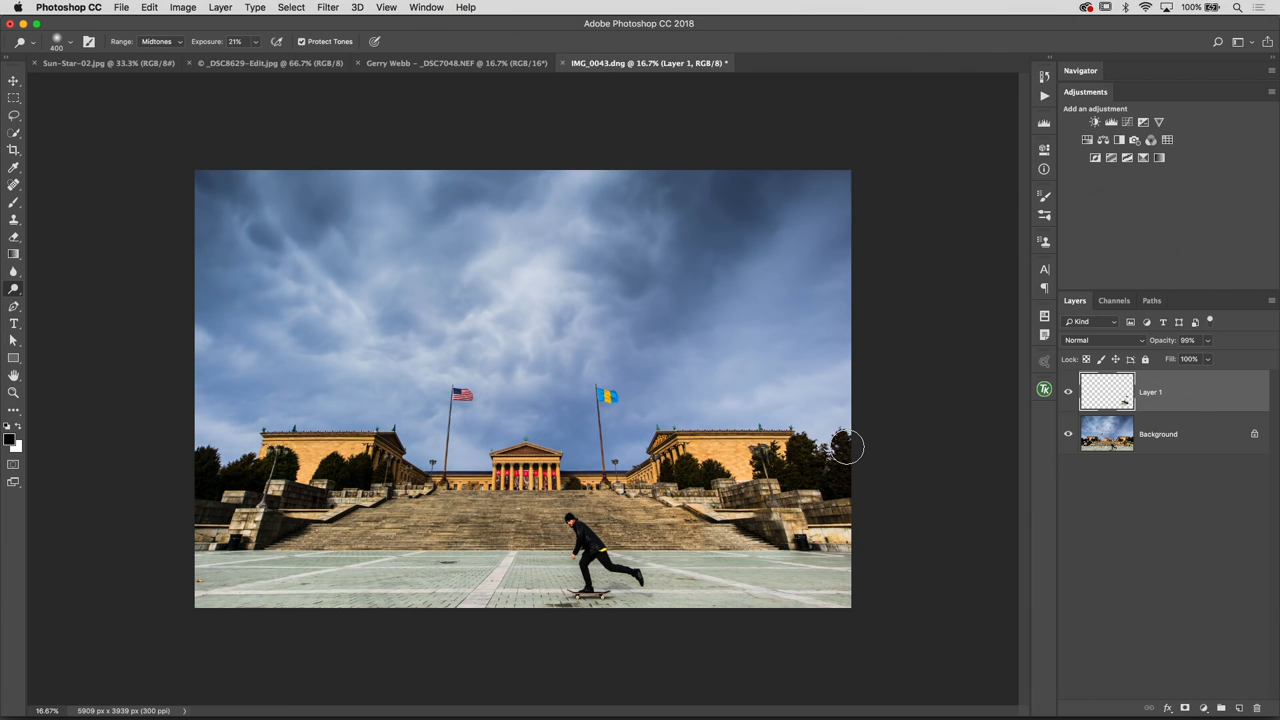 Photoshop CC File Edit Image Layer Type Select Filter 3D View Window Help 100%
Adobe Photoshop CC 2018
400 Range: Midtones Exposure: 21% Protect Tones
Sun-Star-02.jpg @ 33.3% (RGB/8#) © _DSC8629-Edit.jpg @ 66.7% (RGB/8) Gerry Webb - _DSC7048.NEF @ 16.7% (RGB/16*) IMG_0043.dng @ 16.7% (Layer 1, RGB/8) *
Navigator
Adjustments
Add an adjustment
Layers Channels Paths
Kind
Normal Opacity: 99%
Lock: Fill: 100%
Layer 1
Background
TK
16.67% 5909 px x 3939 px (300 ppi)